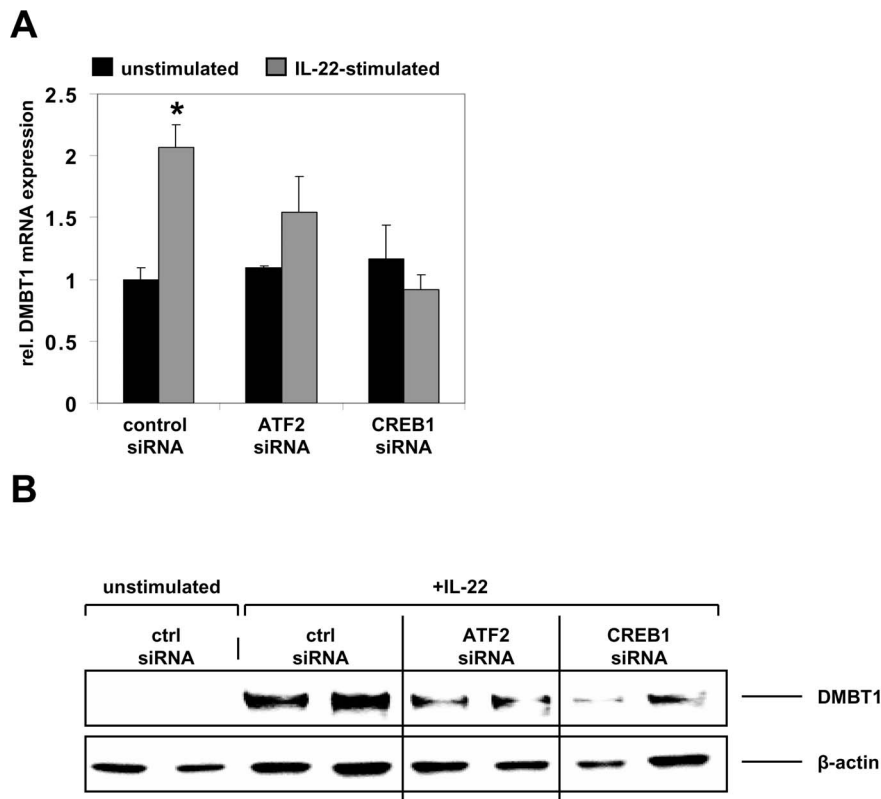 A
unstimulated IL-22-stimulated
rel. DMBT1 mRNA expression
2.5
2
1.5
1
0.5
0
*
control siRNA
ATF2 siRNA
CREB1 siRNA
B
unstimulated +IL-22
ctrl siRNA
ctrl siRNA
ATF2 siRNA
CREB1 siRNA
DMBT1
β-actin